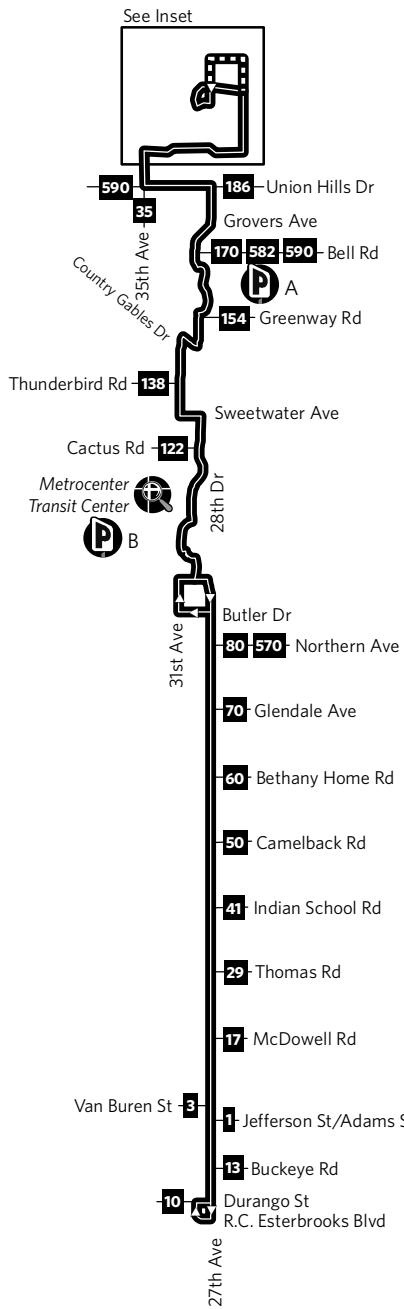 See Inset
590
186 Union Hills Dr
35
35th Ave
Grovers Ave
170 582 590 Bell Rd
P A
Country Gables Dr
154 Greenway Rd
Thunderbird Rd 138
Sweetwater Ave
Cactus Rd 122
Metrocenter
Transit Center
28th Dr
P B
Butler Dr
31st Ave
80 570 Northern Ave
70 Glendale Ave
60 Bethany Home Rd
50 Camelback Rd
41 Indian School Rd
29 Thomas Rd
17 McDowell Rd
Van Buren St 3
1 Jefferson St/Adams S
13 Buckeye Rd
10
Durango St
R.C. Esterbrooks Blvd
27th Ave